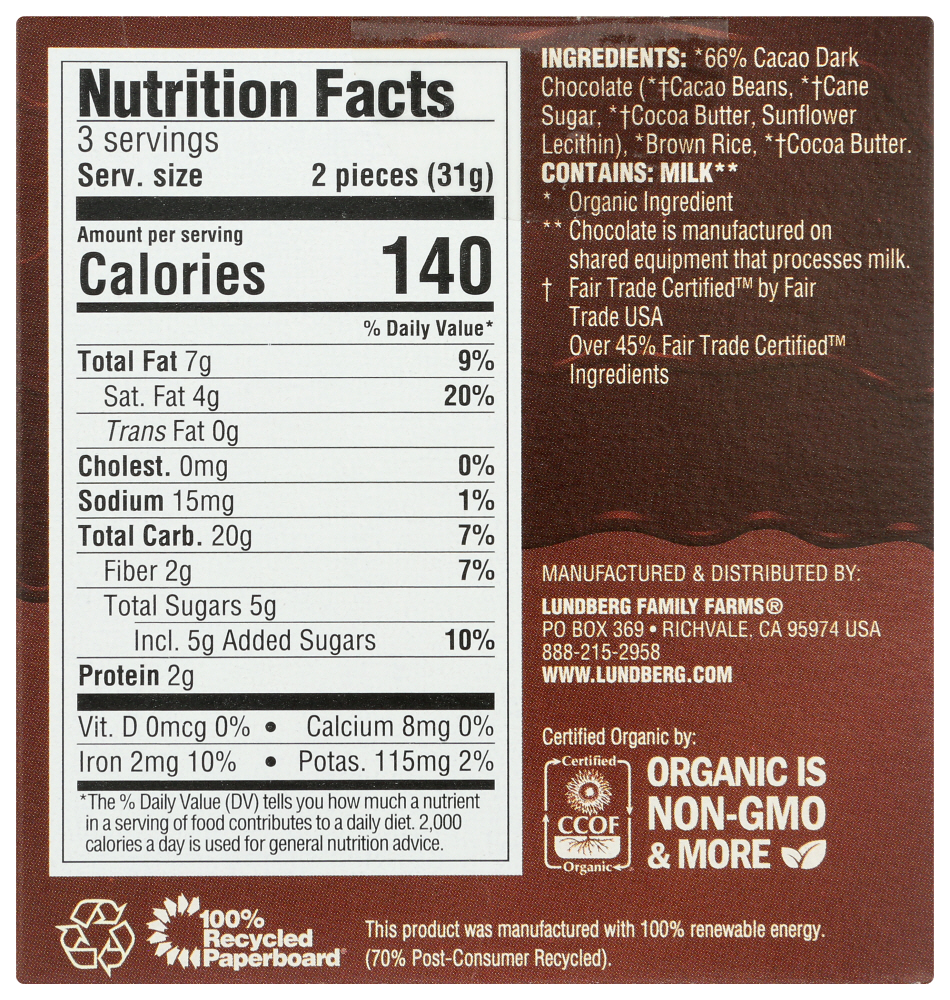 Nutrition Facts
3 servings
Serv. size 2 pieces (31g)
Amount per serving
Calories 140
% Daily Value*
Total Fat 7g 9%
Sat. Fat 4g 20%
Trans Fat 0g
Cholest. 0mg 0%
Sodium 15mg 1%
Total Carb. 20g 7%
Fiber 2g 7%
Total Sugars 5g
Incl. 5g Added Sugars 10%
Protein 2g
Vit. D 0mcg 0% • Calcium 8mg 0%
Iron 2mg 10% • Potas. 115mg 2%
*The % Daily Value (DV) tells you how much a nutrient
in a serving of food contributes to a daily diet. 2,000
calories a day is used for general nutrition advice.
INGREDIENTS: *66% Cacao Dark
Chocolate (*†Cacao Beans, *†Cane
Sugar, *†Cocoa Butter, Sunflower
Lecithin), *Brown Rice, *†Cocoa Butter.
CONTAINS: MILK**
* Organic Ingredient
** Chocolate is manufactured on
shared equipment that processes milk.
† Fair Trade Certified™ by Fair
Trade USA
Over 45% Fair Trade Certified™
Ingredients
MANUFACTURED & DISTRIBUTED BY:
LUNDBERG FAMILY FARMS®
PO BOX 369 • RICHVALE, CA 95974 USA
888-215-2958
WWW.LUNDBERG.COM
Certified Organic by:
Certified
CCOF
Organic
ORGANIC IS
NON-GMO
& MORE
100%
Recycled
Paperboard®
This product was manufactured with 100% renewable energy.
(70% Post-Consumer Recycled).